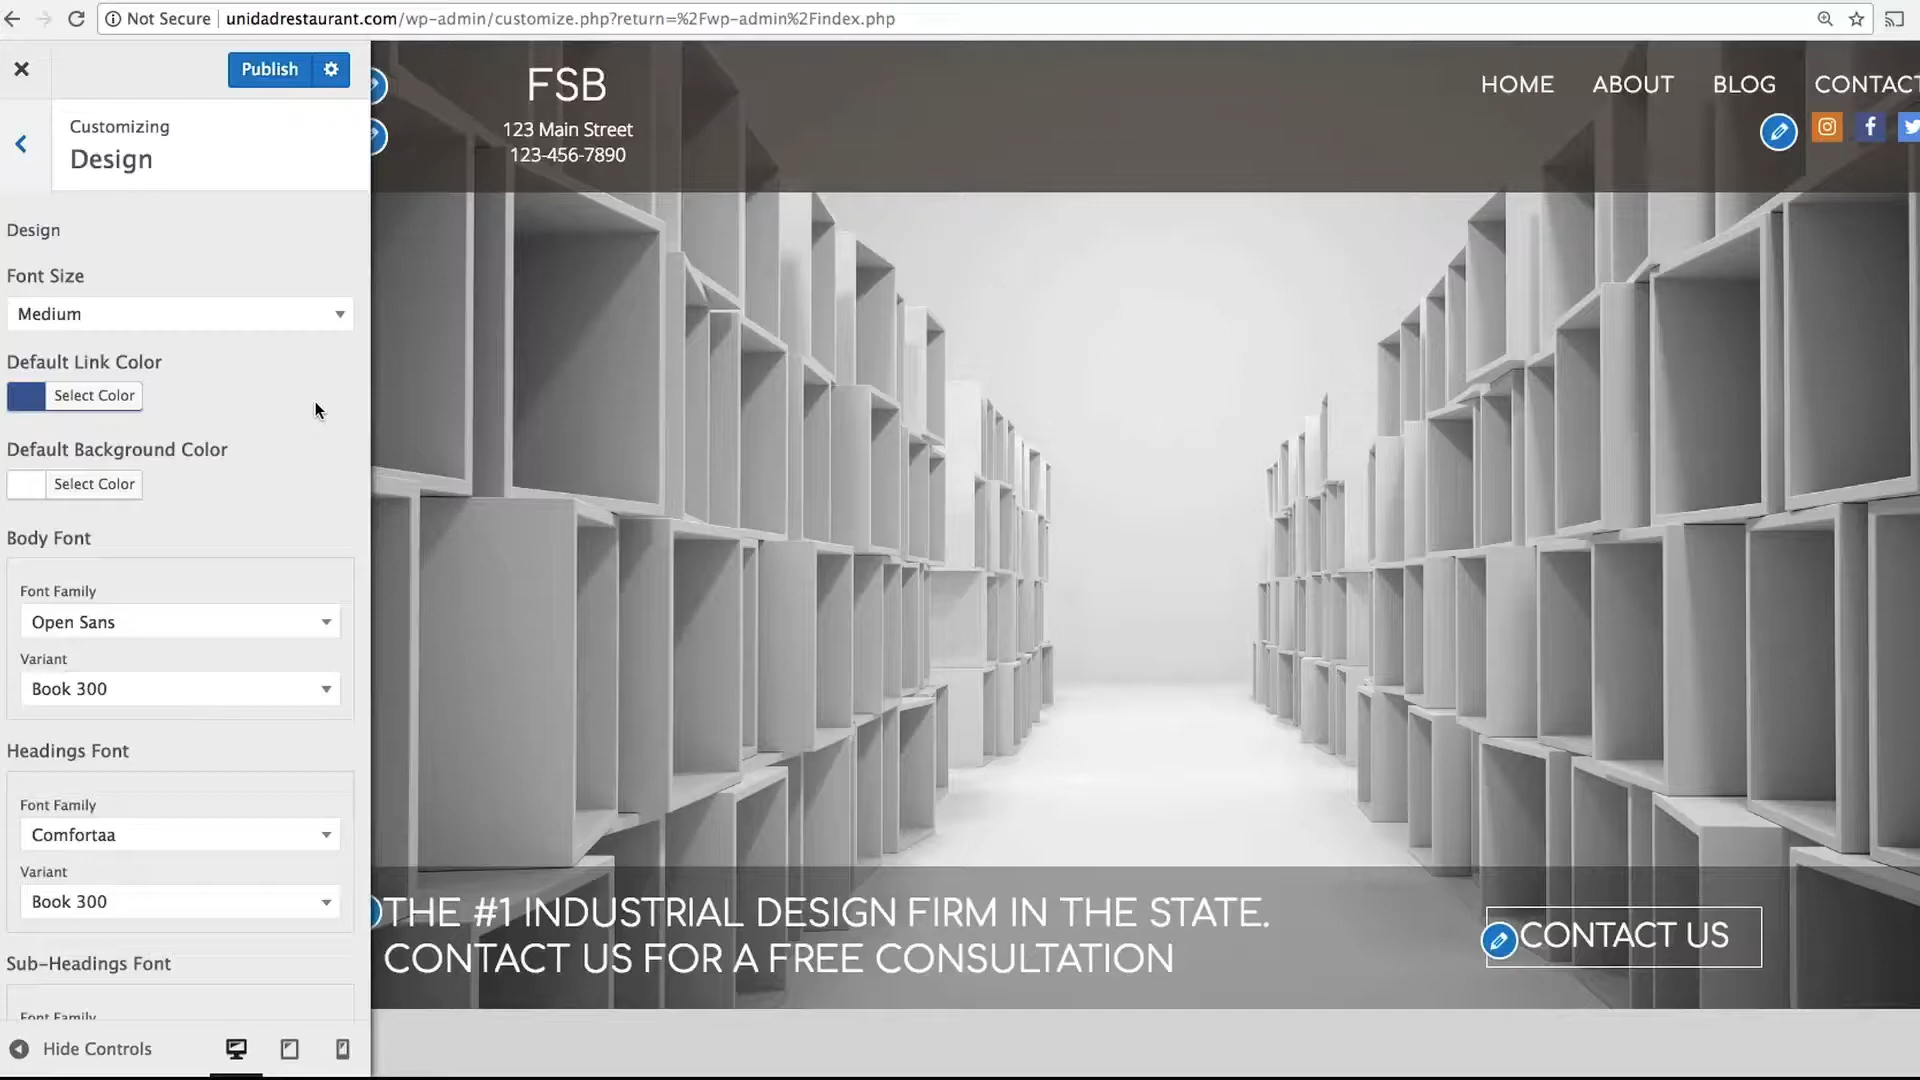 Not Secure unidadrestaurant.com/wp-admin/customize.php?return=%2Fwp-admin%2Findex.php
Publish
Customizing
Design
Design
Font Size
Medium
Default Link Color
Select Color
Default Background Color
Select Color
Body Font
Font Family
Open Sans
Variant
Book 300
Headings Font
Font Family
Comfortaa
Variant
Book 300
Sub-Headings Font
Font Family
Hide Controls
FSB
123 Main Street
123-456-7890
HOME ABOUT BLOG CONTACT
THE #1 INDUSTRIAL DESIGN FIRM IN THE STATE.
CONTACT US FOR A FREE CONSULTATION
CONTACT US